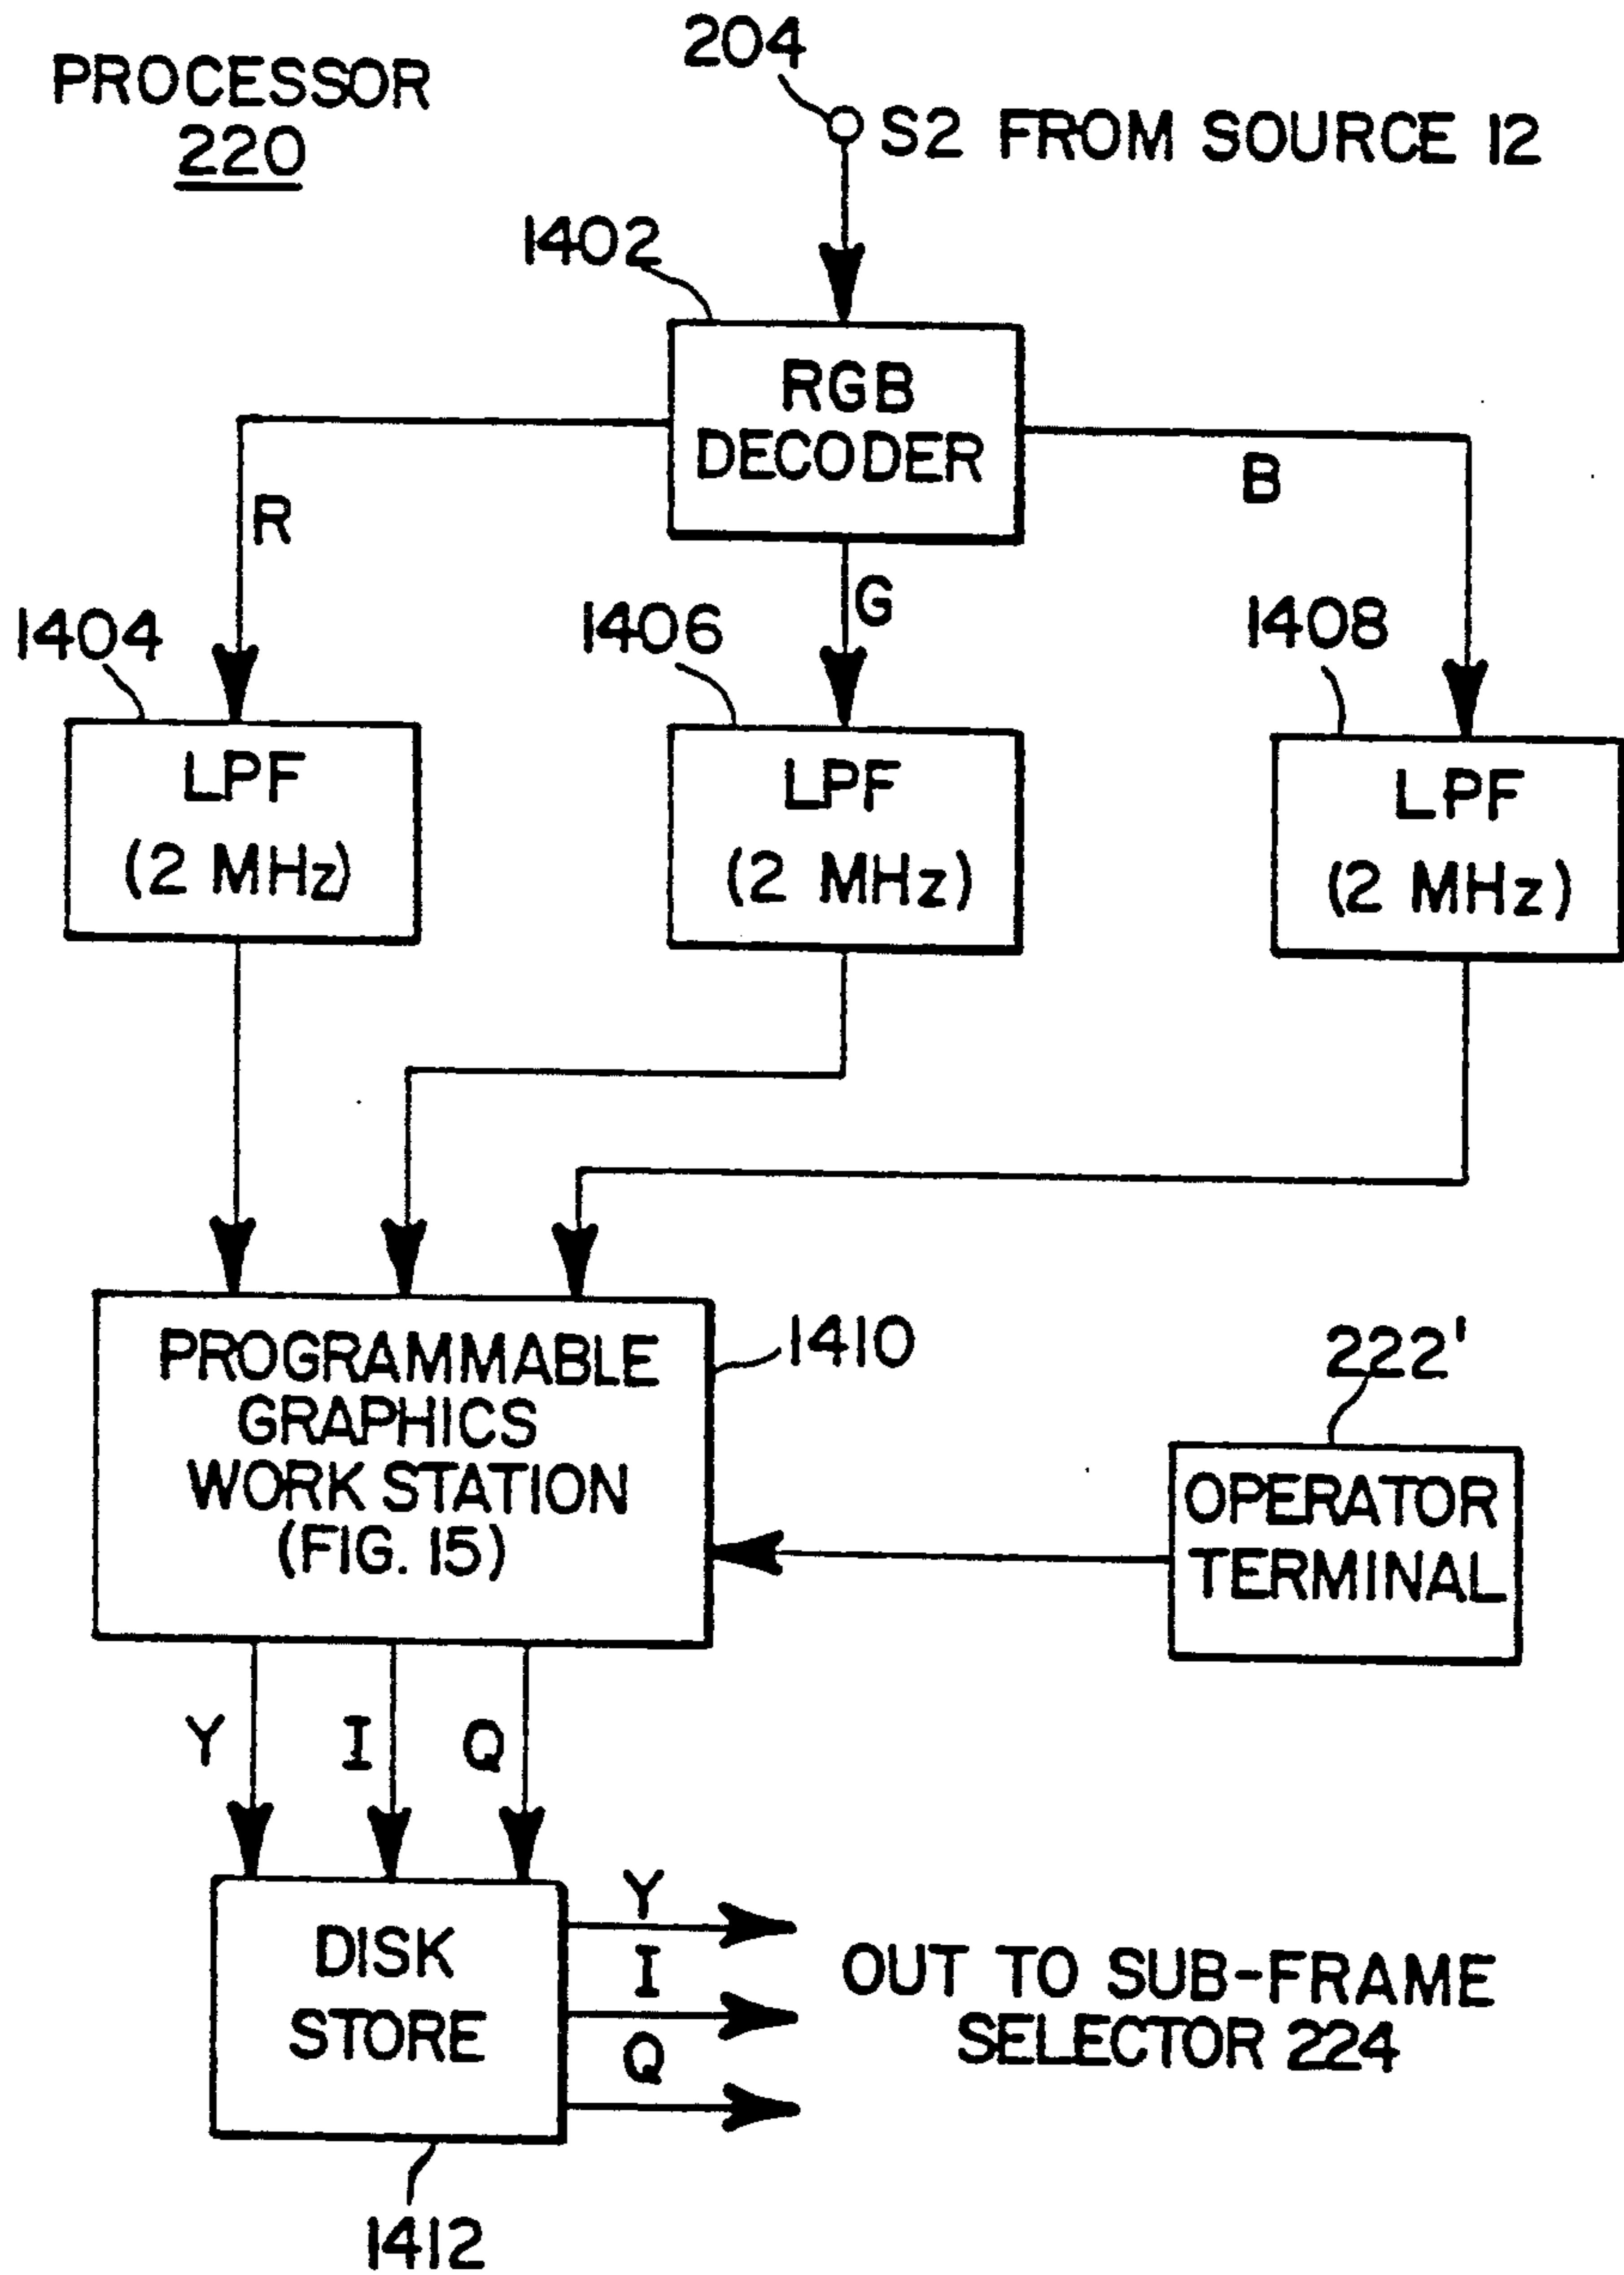 PROCESSOR
220
204
S2 FROM SOURCE 12
1402
RGB
DECODER
R
G
B
1404
1406
1408
LPF
(2 MHz)
LPF
(2 MHz)
LPF
(2 MHz)
PROGRAMMABLE
GRAPHICS
WORK STATION
(FIG. 15)
1410
222'
OPERATOR
TERMINAL
Y
I
Q
DISK
STORE
Y
I
Q
OUT TO SUB-FRAME
SELECTOR 224
1412